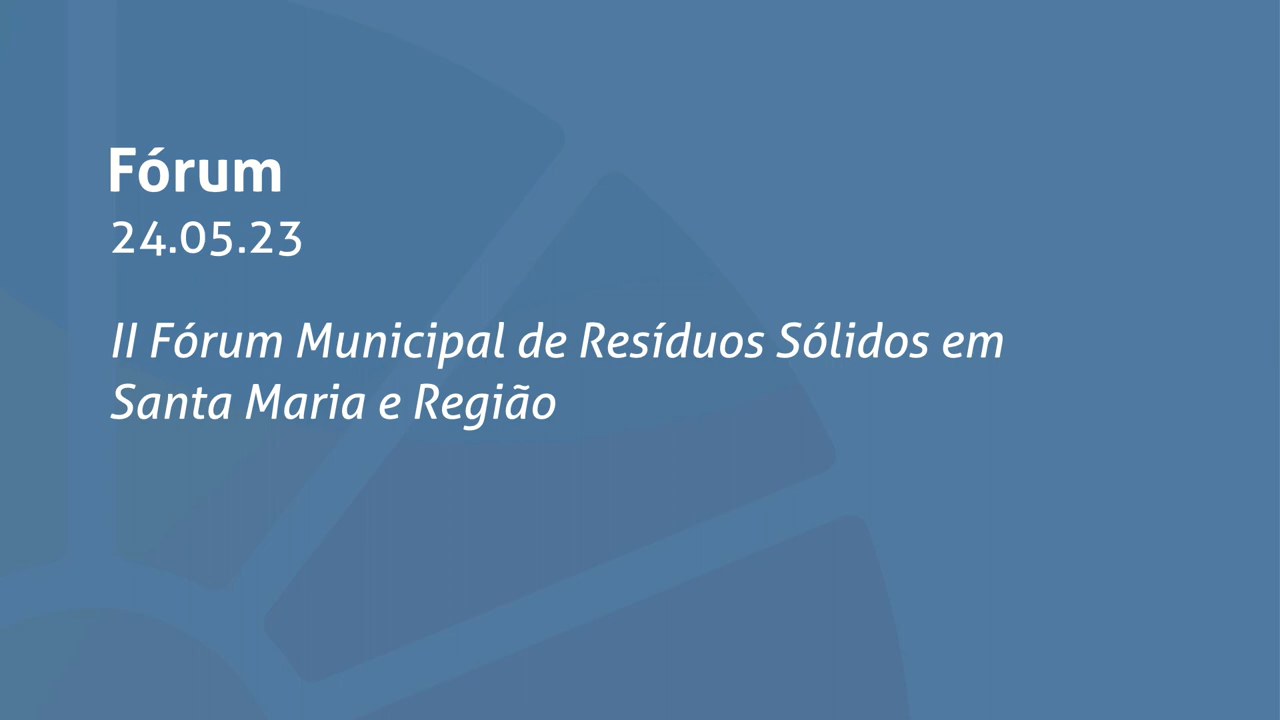 Fórum
24.05.23
II Fórum Municipal de Resíduos Sólidos em
Santa Maria e Região